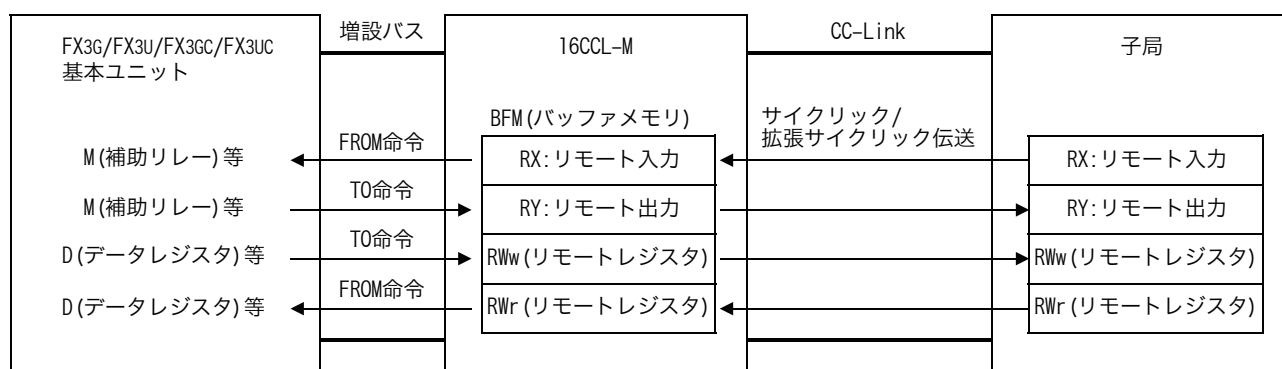 FX3G/FX3U/FX3GC/FX3UC
基本ユニット
増設バス
16CCL-M
CC-Link
子局
BFM(バッファメモリ)
サイクリック/
拡張サイクリック伝送
M(補助リレー)等
FROM命令
RX:リモート入力
RX:リモート入力
M(補助リレー)等
TO命令
RY:リモート出力
RY:リモート出力
D(データレジスタ)等
TO命令
RWw(リモートレジスタ)
RWw(リモートレジスタ)
D(データレジスタ)等
FROM命令
RWr(リモートレジスタ)
RWr(リモートレジスタ)